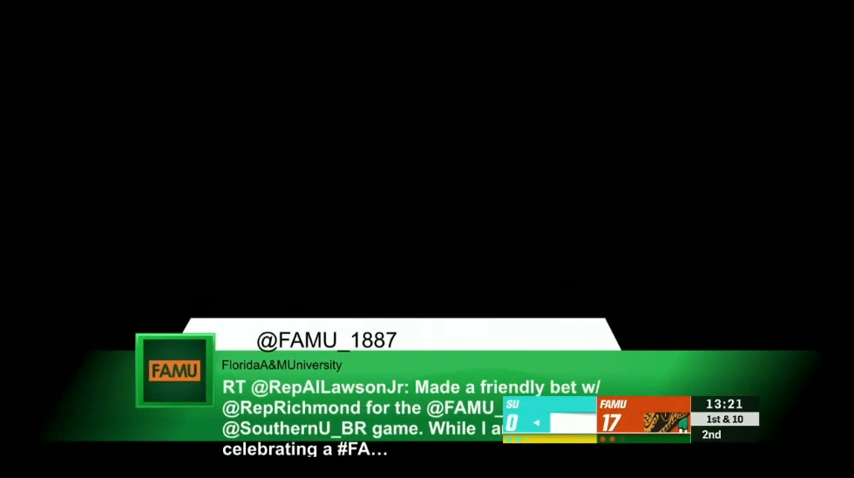 @FAMU_1887
FAMU
FloridaA&MUniversity
RT @RepAlLawsonJr: Made a friendly bet w/
@RepRichmond for the @FAMU_
@SouthernU_BR game. While I
celebrating a #FA...
SU
0
FAMU
17
13:21
1st & 10
2nd